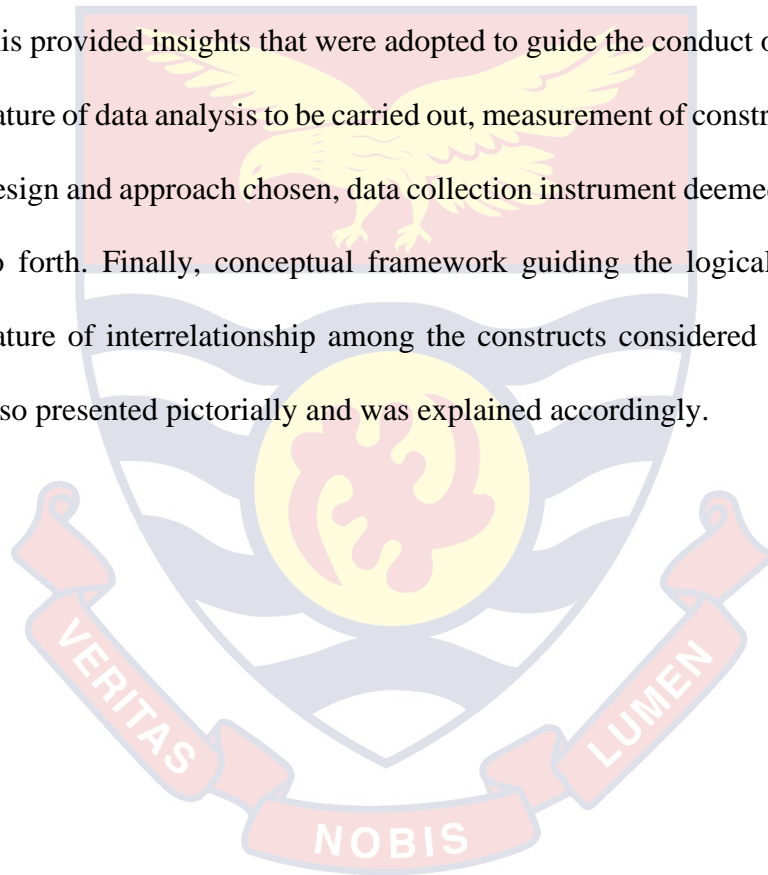 is provided insights that were adopted to guide the conduct
ature of data analysis to be carried out, measurement of constr
esign and approach chosen, data collection instrument deemed
forth. Finally, conceptual framework guiding the logical
ature of interrelationship among the constructs considered
so presented pictorially and was explained accordingly.
VERITAS
NOBIS
LUMEN